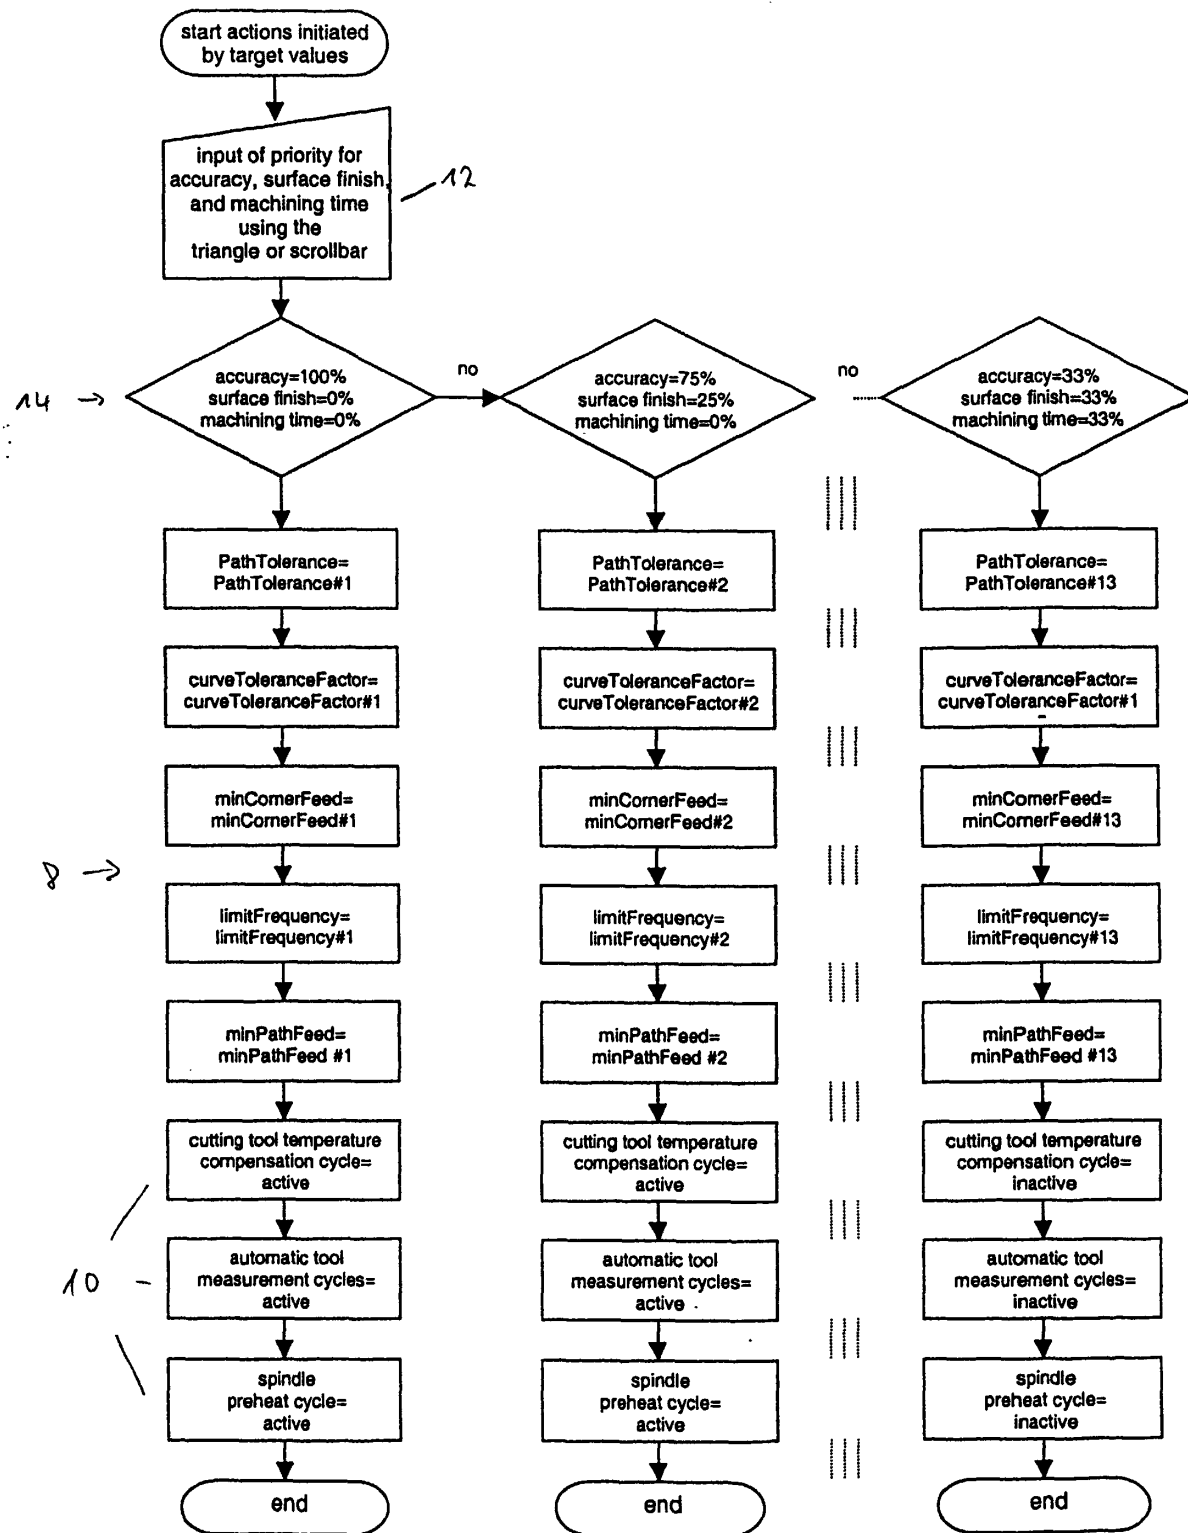 start actions initiated
by target values
input of priority for
accuracy, surface finish,
and machining time
using the
triangle or scrollbar
12
14
accuracy=100%
surface finish=0%
machining time=0%
no
accuracy=75%
surface finish=25%
machining time=0%
no
accuracy=33%
surface finish=33%
machining time=33%
PathTolerance=
PathTolerance#1
PathTolerance=
PathTolerance#2
PathTolerance=
PathTolerance#13
curveToleranceFactor=
curveToleranceFactor#1
curveToleranceFactor=
curveToleranceFactor#2
curveToleranceFactor=
curveToleranceFactor#1
minCornerFeed=
minCornerFeed#1
minCornerFeed=
minCornerFeed#2
minCornerFeed=
minCornerFeed#13
8
limitFrequency=
limitFrequency#1
limitFrequency=
limitFrequency#2
limitFrequency=
limitFrequency#13
minPathFeed=
minPathFeed #1
minPathFeed=
minPathFeed #2
minPathFeed=
minPathFeed #13
cutting tool temperature
compensation cycle=
active
cutting tool temperature
compensation cycle=
active
cutting tool temperature
compensation cycle=
inactive
10
automatic tool
measurement cycles=
active
automatic tool
measurement cycles=
active
automatic tool
measurement cycles=
inactive
spindle
preheat cycle=
active
spindle
preheat cycle=
active
spindle
preheat cycle=
inactive
end
end
end